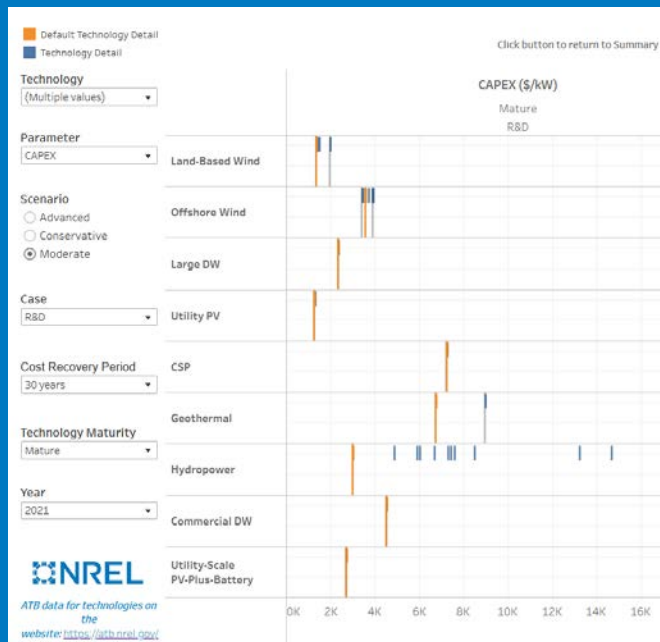 Default Technology Detail
Technology Detail
Click button to return to Summary
Technology
(Multiple values)
Parameter
CAPEX
Scenario
Advanced
Conservative
Moderate
Case
R&D
Cost Recovery Period
30 years
Technology Maturity
Mature
Year
2021
NREL
ATB data for technologies on
the
website: https://atb.nrel.gov/
CAPEX ($/kW)
Mature
R&D
Land-Based Wind
Offshore Wind
Large DW
Utility PV
CSP
Geothermal
Hydropower
Commercial DW
Utility-Scale
PV-Plus-Battery
0K 2K 4K 6K 8K 10K 12K 14K 16K